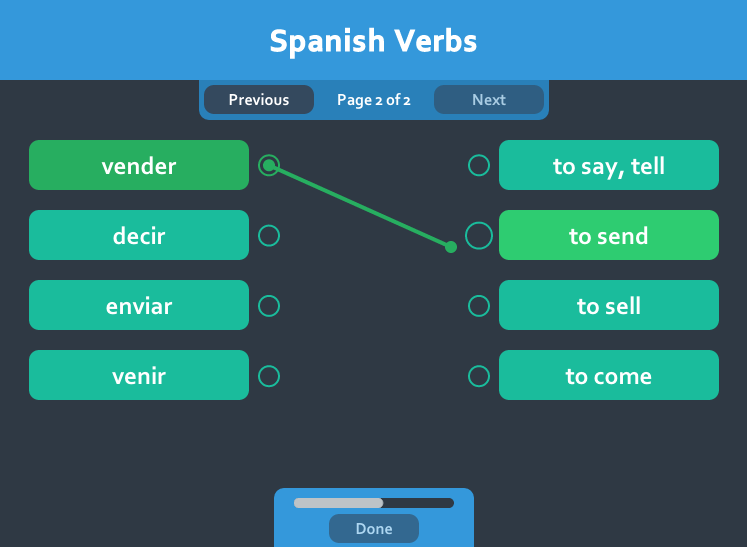 Spanish Verbs
Previous Page 2 of 2 Next
vender to say, tell
decir to send
enviar to sell
venir to come
Done